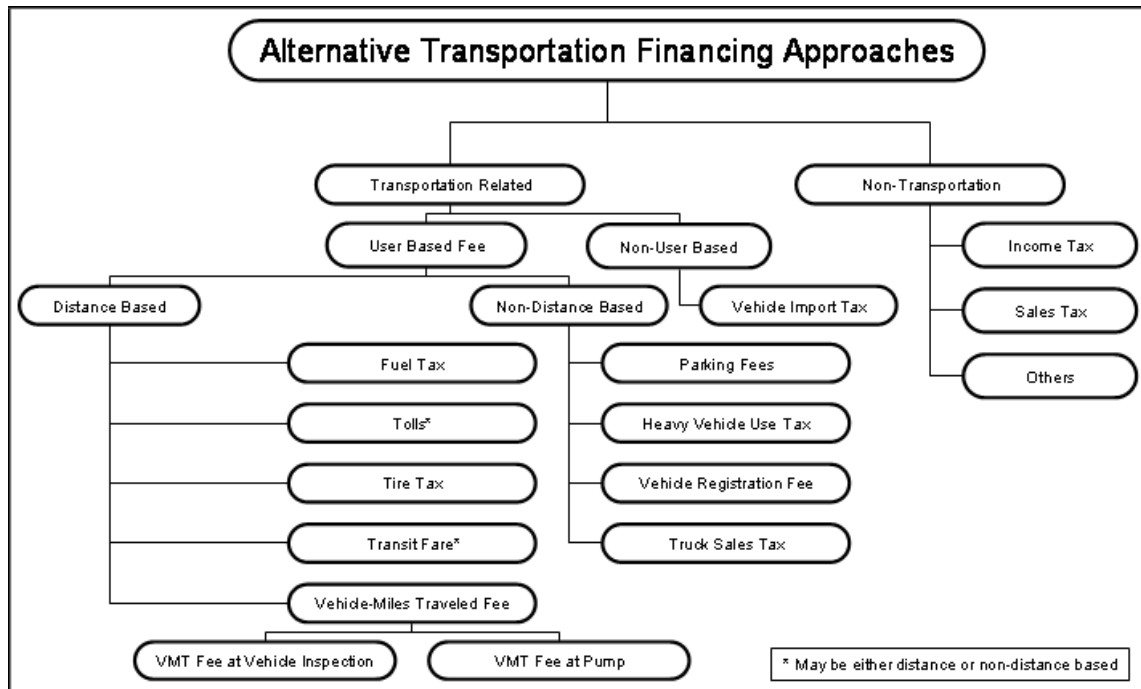 Alternative Transportation Financing Approaches
Transportation Related
Non-Transportation
User Based Fee
Non-User Based
Income Tax
Distance Based
Non-Distance Based
Vehicle Import Tax
Sales Tax
Fuel Tax
Parking Fees
Others
Tolls*
Heavy Vehicle Use Tax
Tire Tax
Vehicle Registration Fee
Transit Fare*
Truck Sales Tax
Vehicle-Miles Traveled Fee
VMT Fee at Vehicle Inspection
VMT Fee at Pump
* May be either distance or non-distance based